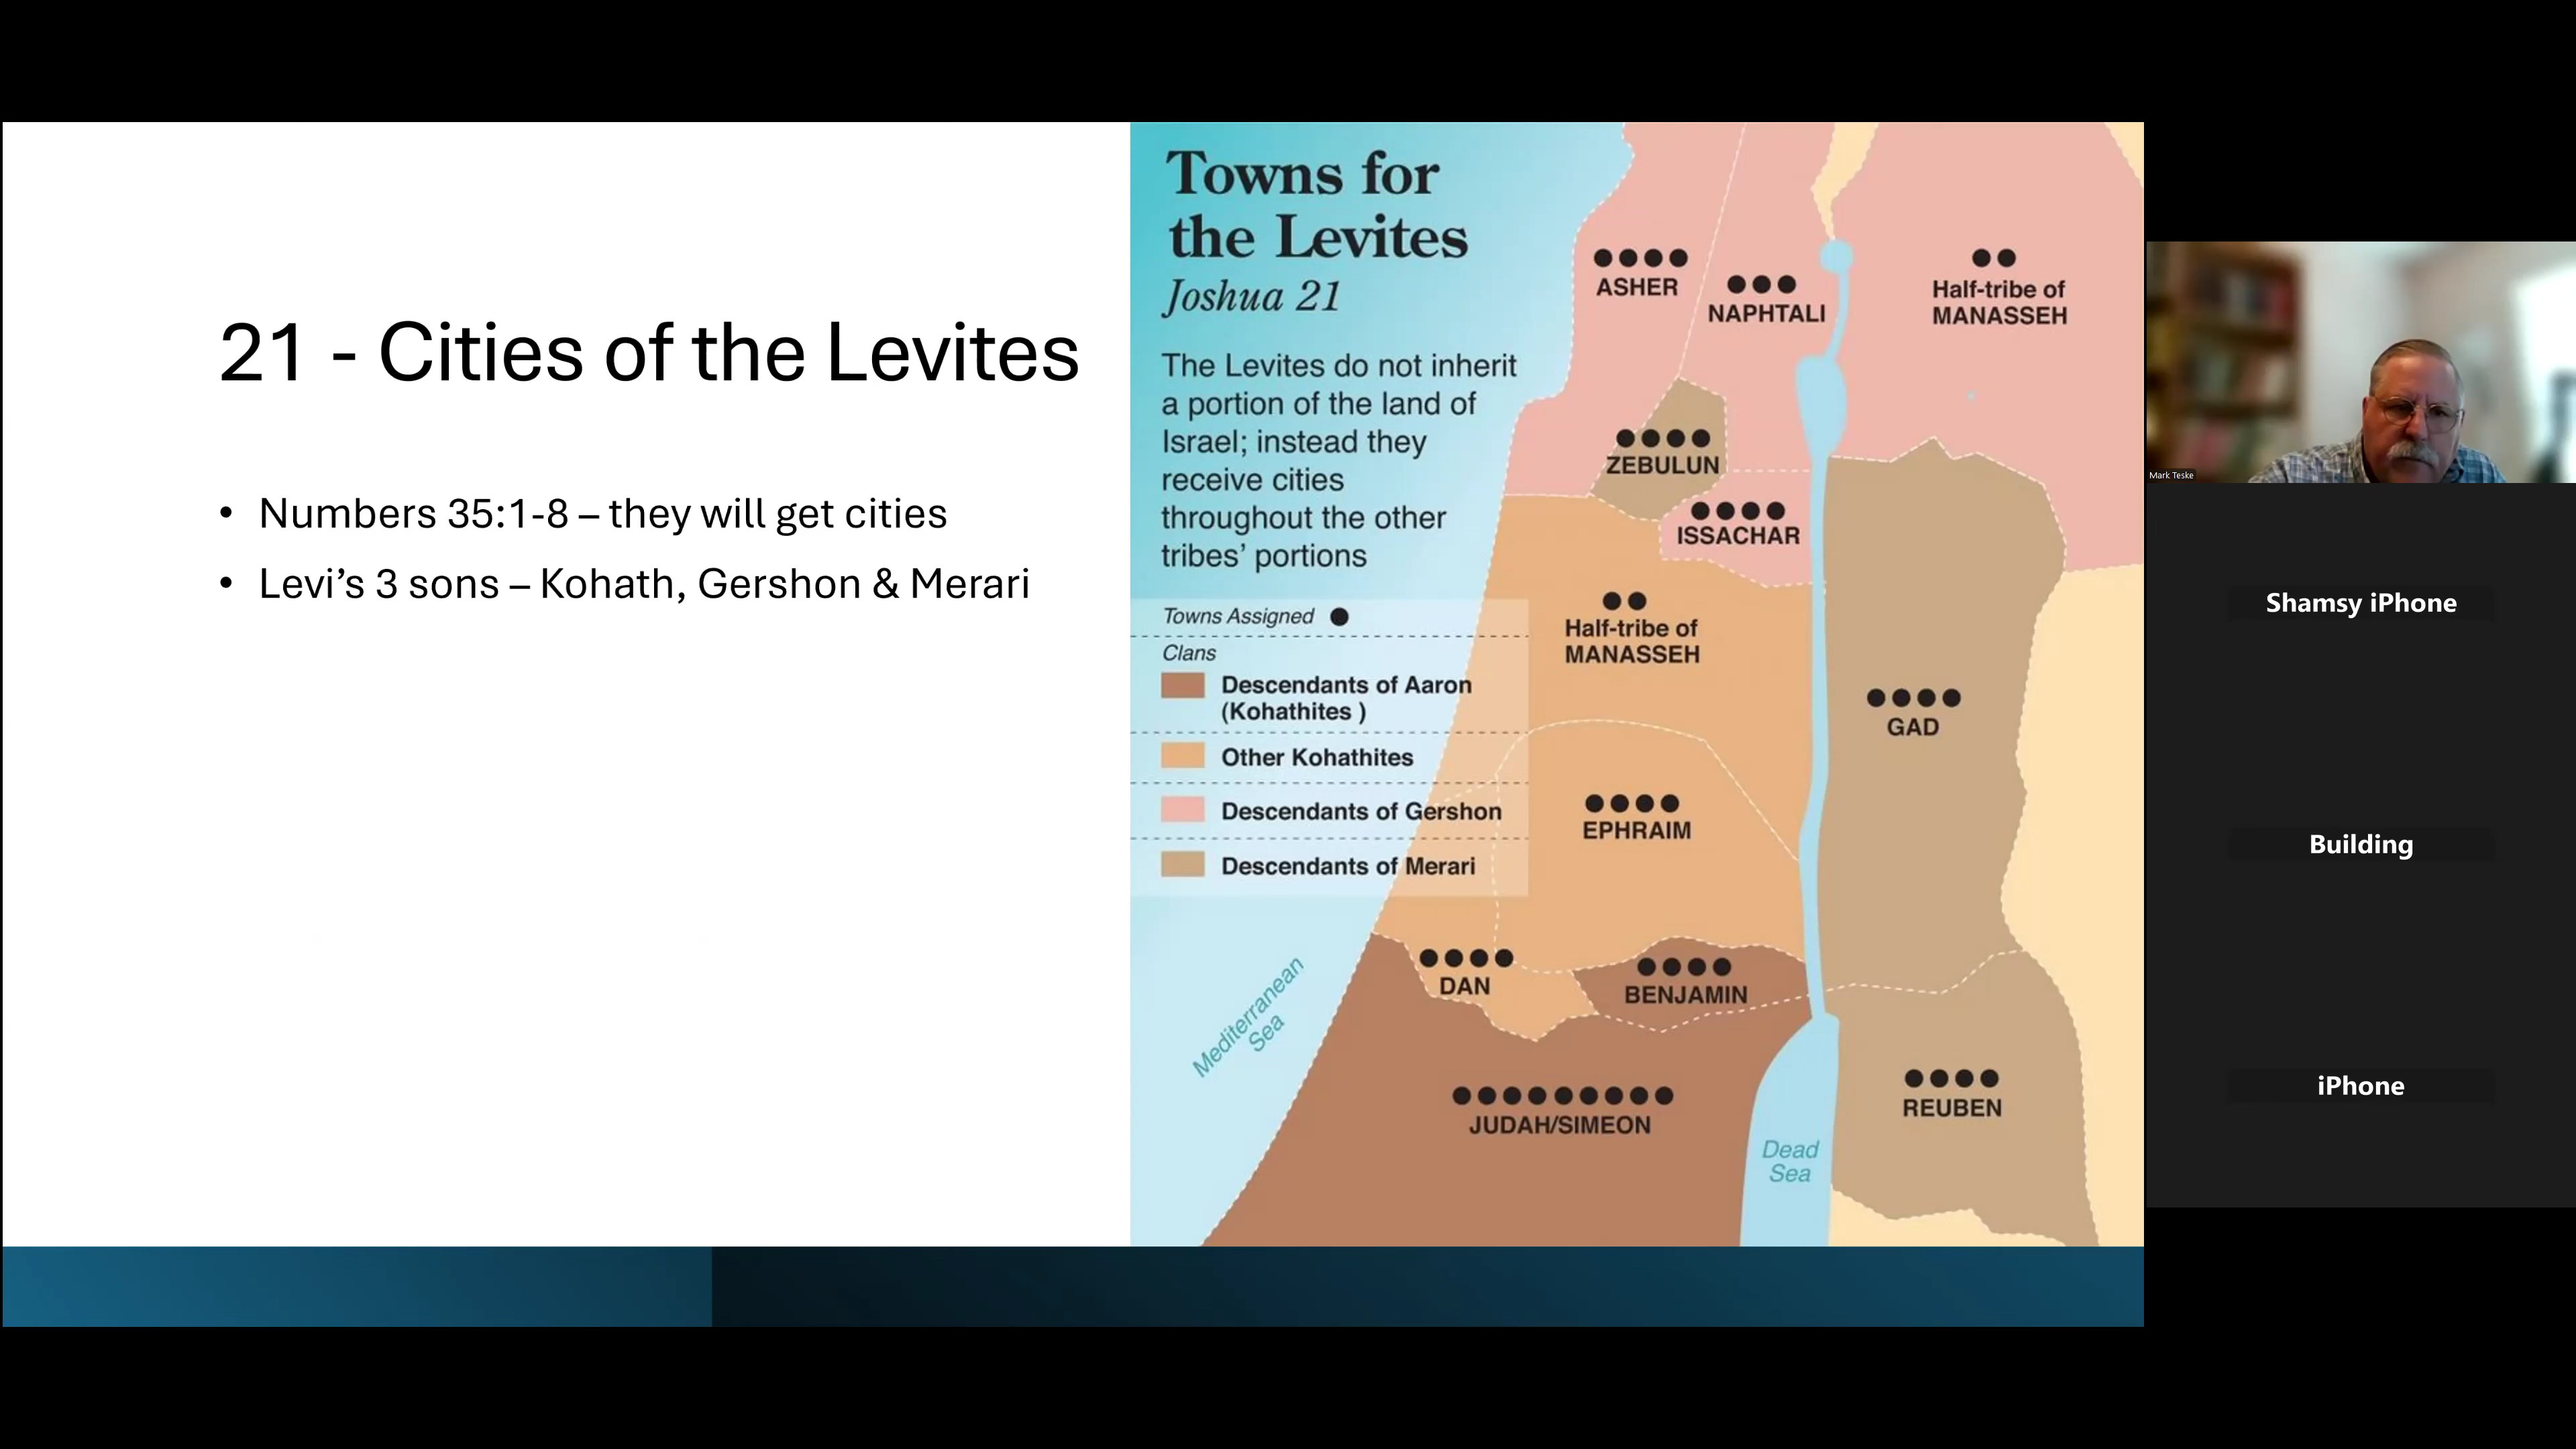 21 - Cities of the Levites
• Numbers 35:1-8 – they will get cities
• Levi’s 3 sons – Kohath, Gershon & Merari
Towns for
the Levites
Joshua 21
The Levites do not inherit
a portion of the land of
Israel; instead they
receive cities
throughout the other
tribes’ portions
Towns Assigned
Clans
Descendants of Aaron
(Kohathites )
Other Kohathites
Descendants of Gershon
Descendants of Merari
ASHER
NAPHTALI
Half-tribe of
MANASSEH
ZEBULUN
ISSACHAR
Half-tribe of
MANASSEH
GAD
EPHRAIM
DAN
BENJAMIN
Mediterranean
Sea
JUDAH/SIMEON
REUBEN
Dead
Sea
Mark Teske
Shamsy iPhone
Building
iPhone